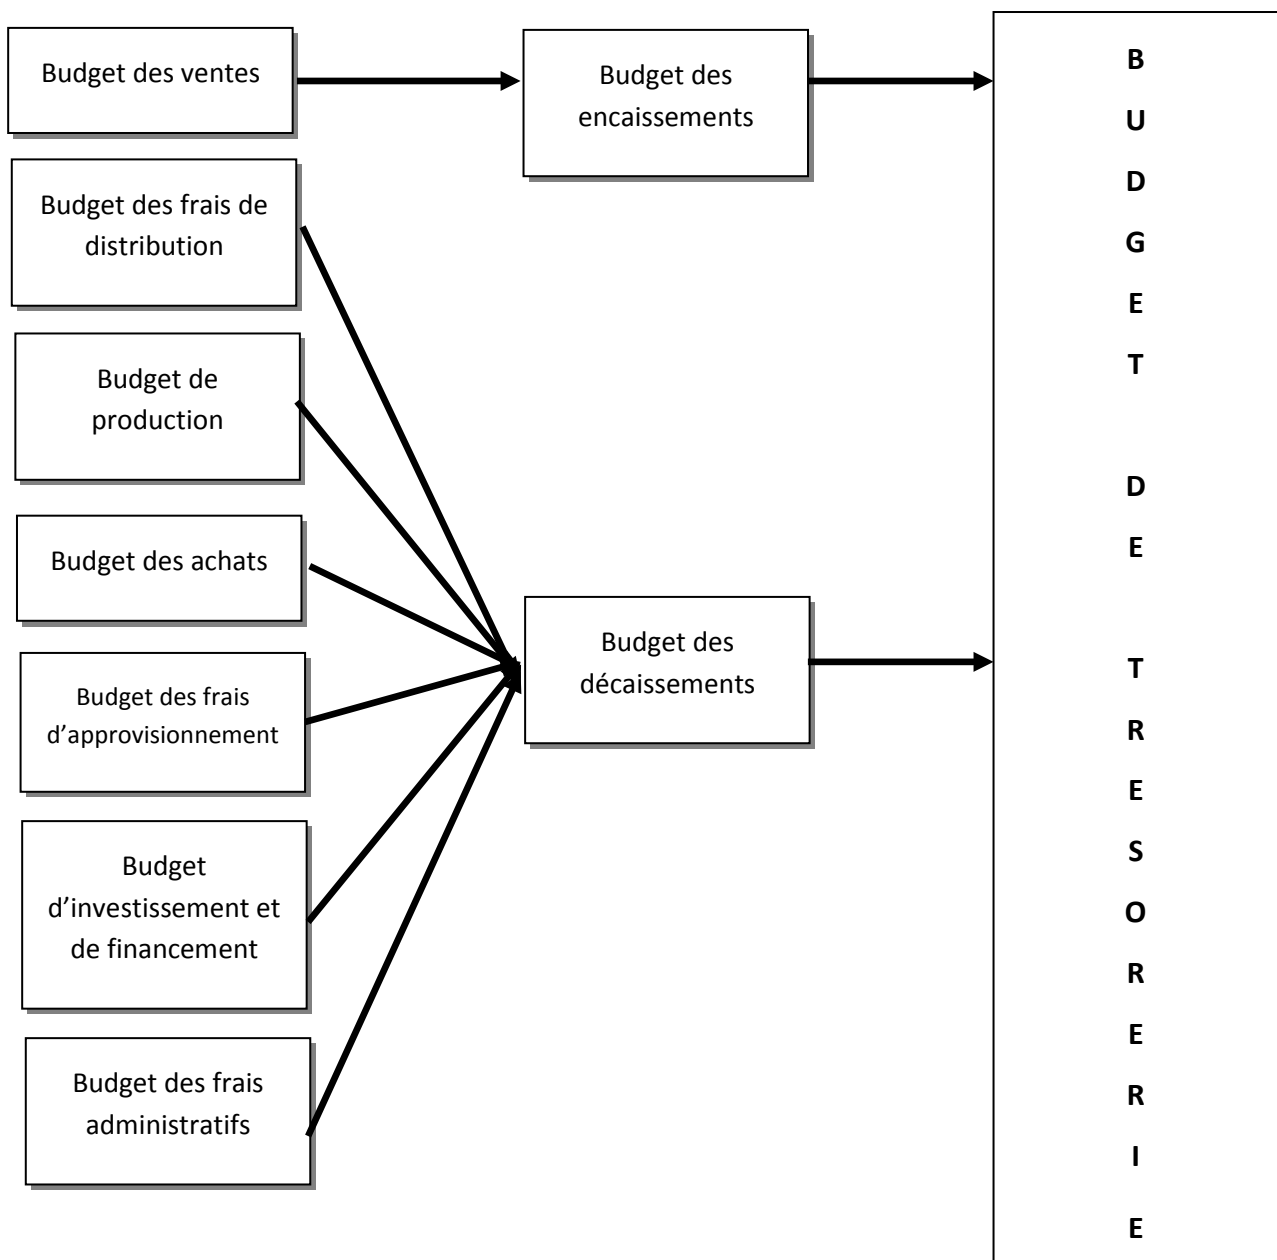 Budget des ventes
Budget des
encaissements
Budget des frais de
distribution
Budget de
production
Budget des achats
Budget des frais
d’approvisionnement
Budget
d’investissement et
de financement
Budget des frais
administratifs
Budget des
décaissements
B
U
D
G
E
T
D
E
T
R
E
S
O
R
E
R
I
E